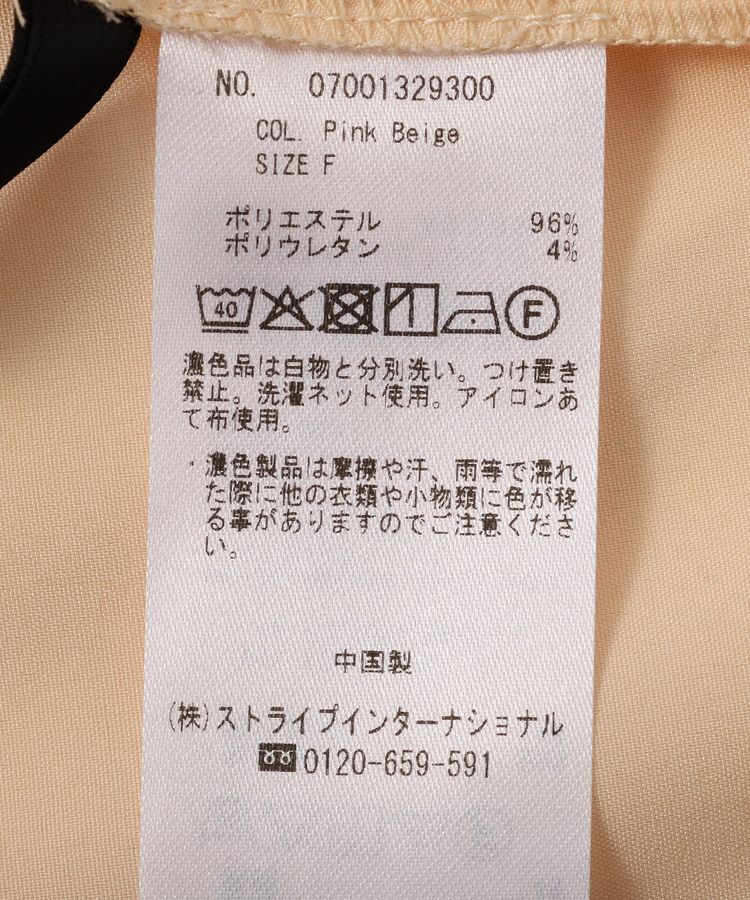 NO. 07001329300
COL. Pink Beige
SIZE F
ポリエステル 96%
ポリウレタン 4%
40 F
濃色品は白物と分別洗い。つけ置き
禁止。洗濯ネット使用。アイロンあ
て布使用。
・濃色製品は摩擦や汗、雨等で濡れ
た際に他の衣類や小物類に色が移
る事がありますのでご注意くださ
い。
中国製
(株)ストライプインターナショナル
0120-659-591